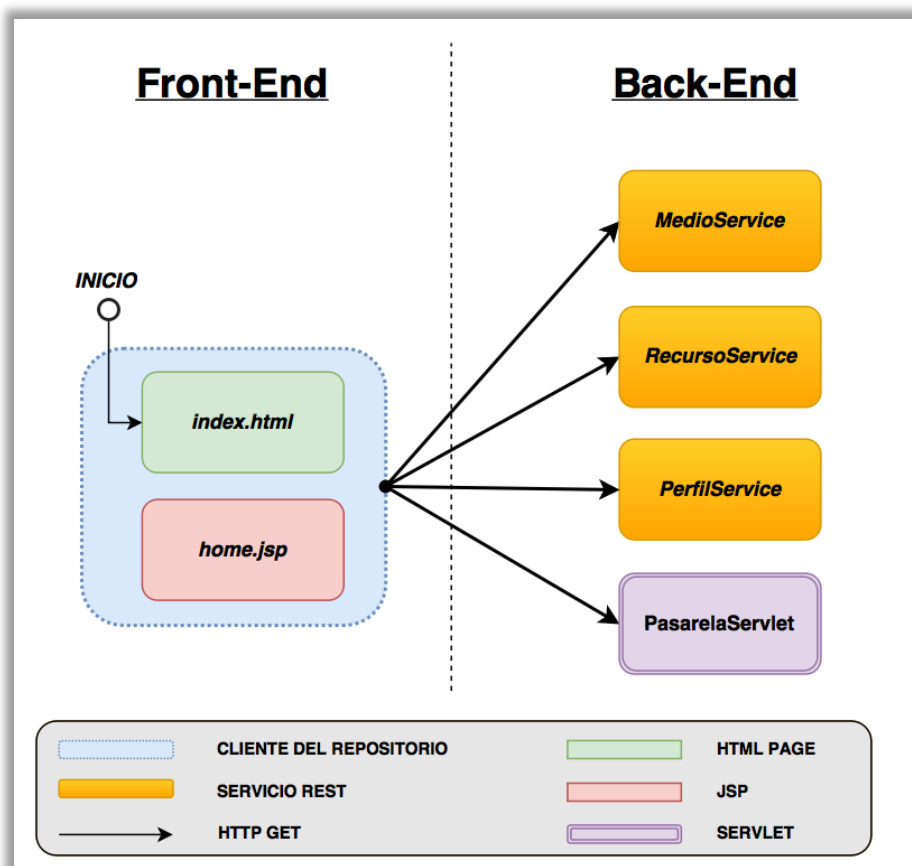 Front-End
Back-End
MedioService
INICIO
RecursoService
index.html
PerfilService
home.jsp
PasarelaServlet
CLIENTE DEL REPOSITORIO
HTML PAGE
SERVICIO REST
JSP
HTTP GET
SERVLET